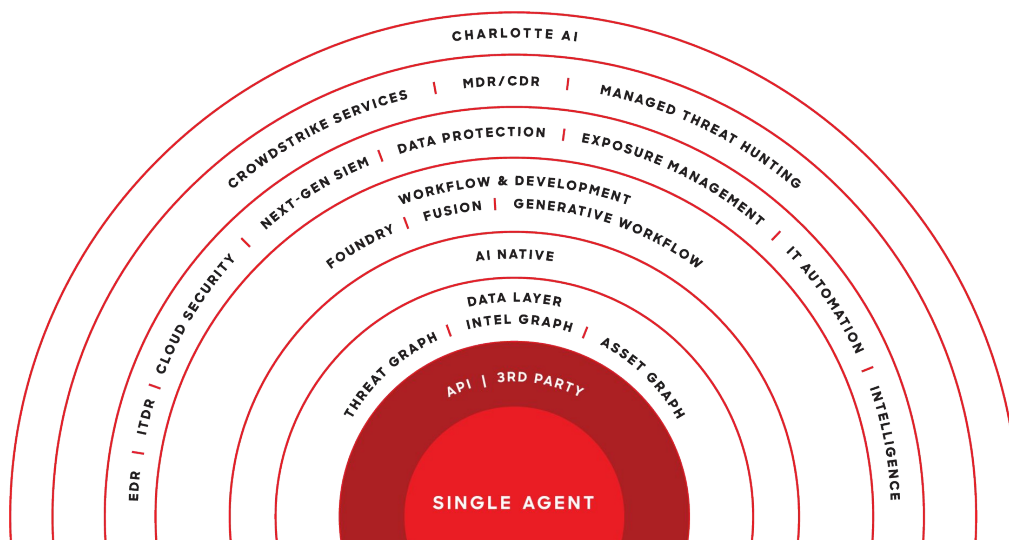 CHARLOTTE AI
CROWDSTRIKE SERVICES | MDR/CDR | MANAGED THREAT HUNTING
EDR | ITDR | CLOUD SECURITY | NEXT-GEN SIEM | DATA PROTECTION | EXPOSURE MANAGEMENT | IT AUTOMATION | INTELLIGENCE
WORKFLOW & DEVELOPMENT
FOUNDRY | FUSION | GENERATIVE WORKFLOW
AI NATIVE
DATA LAYER
THREAT GRAPH | INTEL GRAPH | ASSET GRAPH
API | 3RD PARTY
SINGLE AGENT